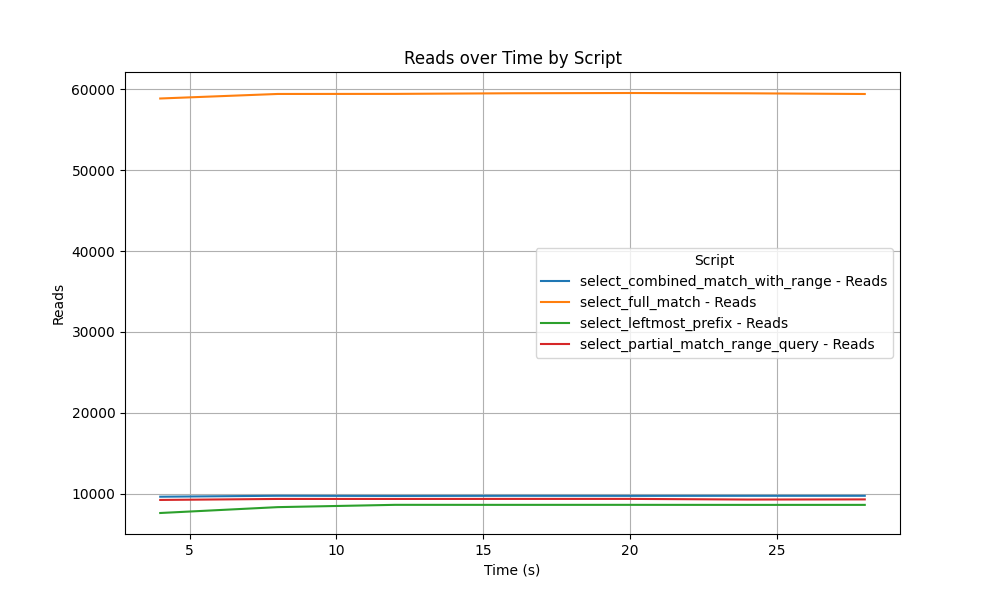 Reads over Time by Script
60000
50000
40000
30000
20000
10000
Reads
Script
select_combined_match_with_range - Reads
select_full_match - Reads
select_leftmost_prefix - Reads
select_partial_match_range_query - Reads
5 10 15 20 25
Time (s)